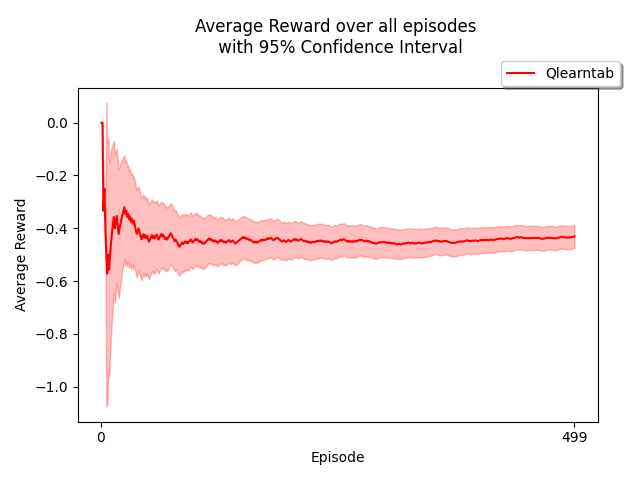 Average Reward over all episodes
with 95% Confidence Interval
Qlearntab
Average Reward
0.0
−0.2
−0.4
−0.6
−0.8
−1.0
0
499
Episode